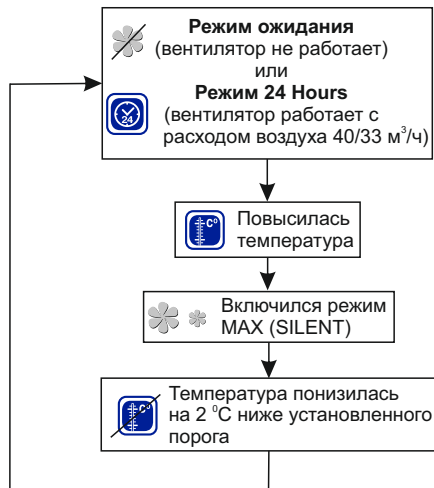 Режим ожидания
(вентилятор не работает)
или
Режим 24 Hours
(вентилятор работает с
расходом воздуха 40/33 м³/ч)
24
C°
Повысилась
температура
Включился режим
MAX (SILENT)
C°
Температура понизилась
на 2 °C ниже установленного
порога